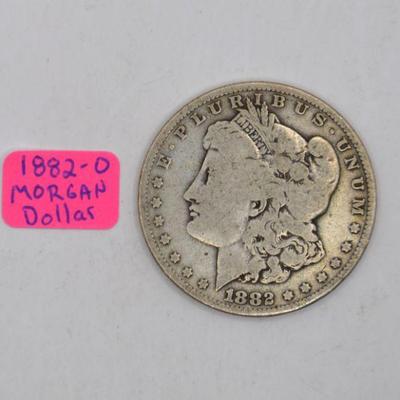 1882-O
MORGAN
Dollar
E · PLURIBUS · UNUM
LIBERTY
1882